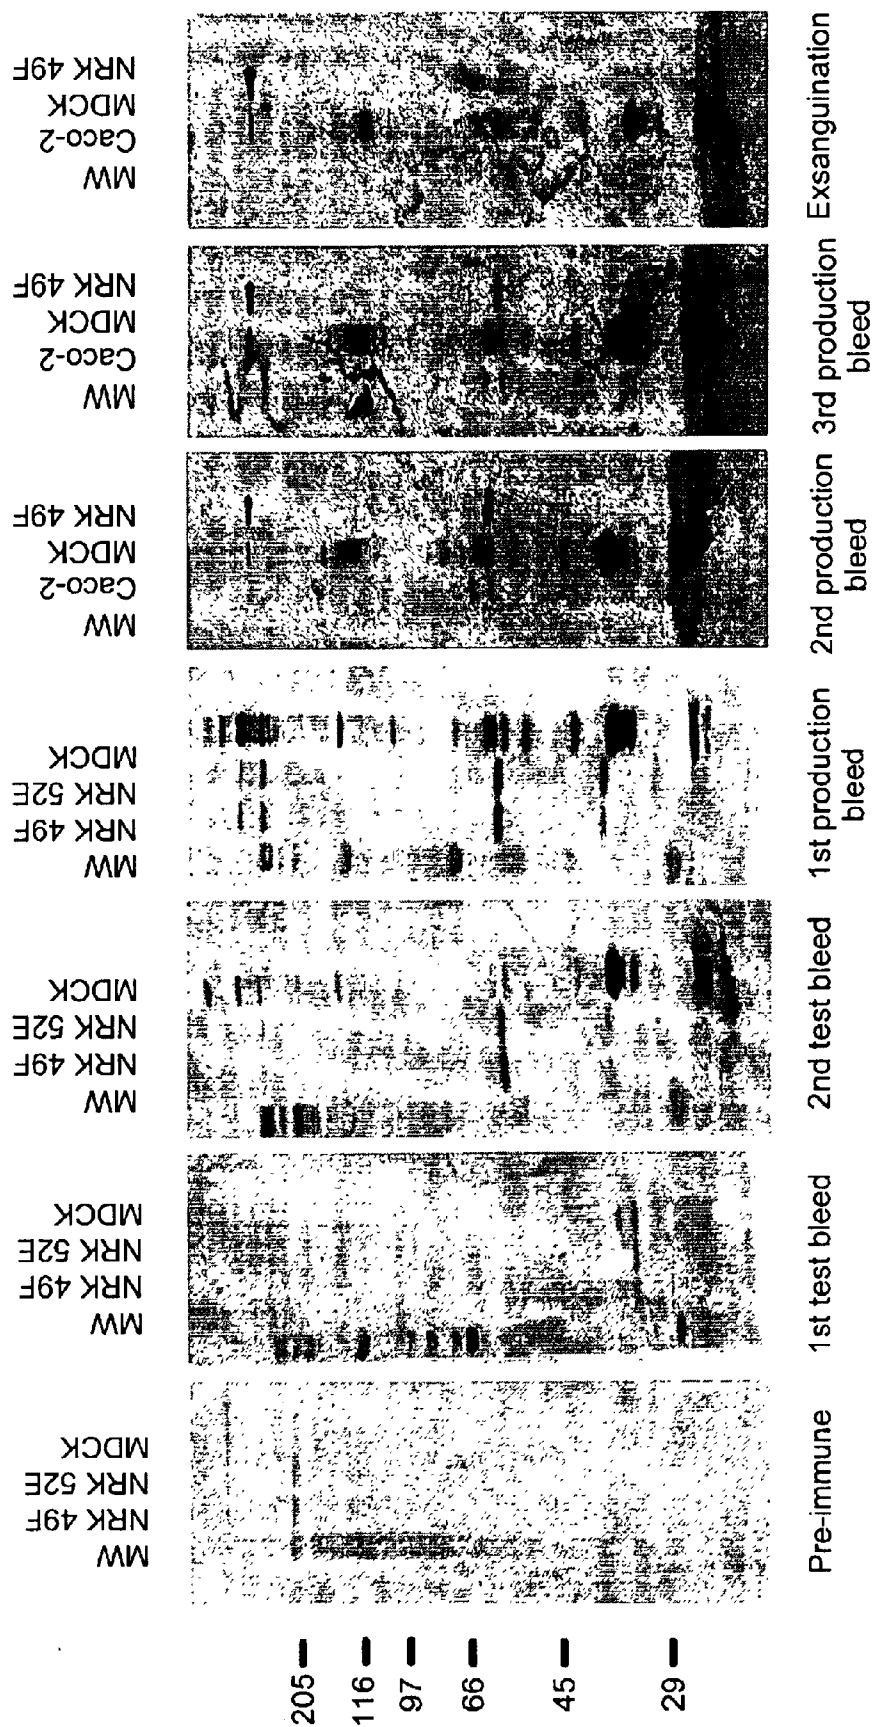 MW
NRK 49F
NRK 52E
MDCK
MW
NRK 49F
NRK 52E
MDCK
MW
NRK 49F
NRK 52E
MDCK
MW
NRK 49F
NRK 52E
MDCK
MW
Caco-2
MDCK
NRK 49F
MW
Caco-2
MDCK
NRK 49F
MW
Caco-2
MDCK
NRK 49F
205
116
97
66
45
29
Pre-immune
1st test bleed
2nd test bleed
1st production
bleed
2nd production
bleed
3rd production
bleed
Exsanguination